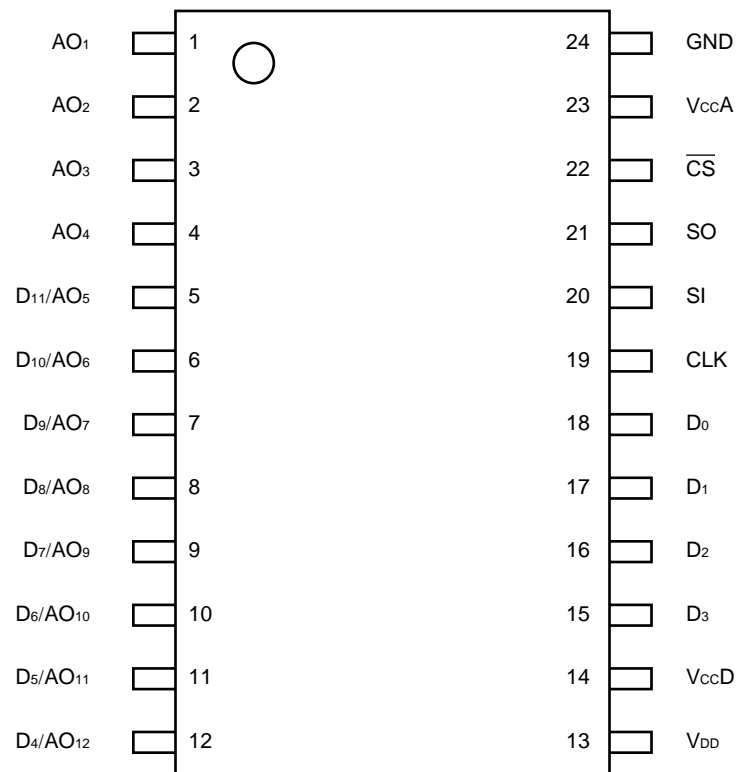 AO₁ 1 24 GND
AO₂ 2 23 VccA
AO₃ 3 22 C̅S̅
AO₄ 4 21 SO
D₁₁/AO₅ 5 20 SI
D₁₀/AO₆ 6 19 CLK
D₉/AO₇ 7 18 D₀
D₈/AO₈ 8 17 D₁
D₇/AO₉ 9 16 D₂
D₆/AO₁₀ 10 15 D₃
D₅/AO₁₁ 11 14 VccD
D₄/AO₁₂ 12 13 VDD